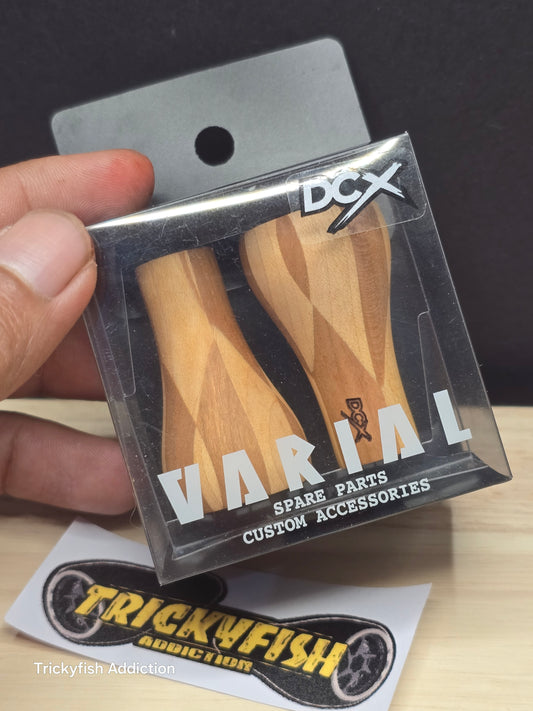 DCX
DCX
VARIAL
SPARE PARTS
CUSTOM ACCESSORIES
TRICKYFISH
ADDICTION
Trickyfish Addiction